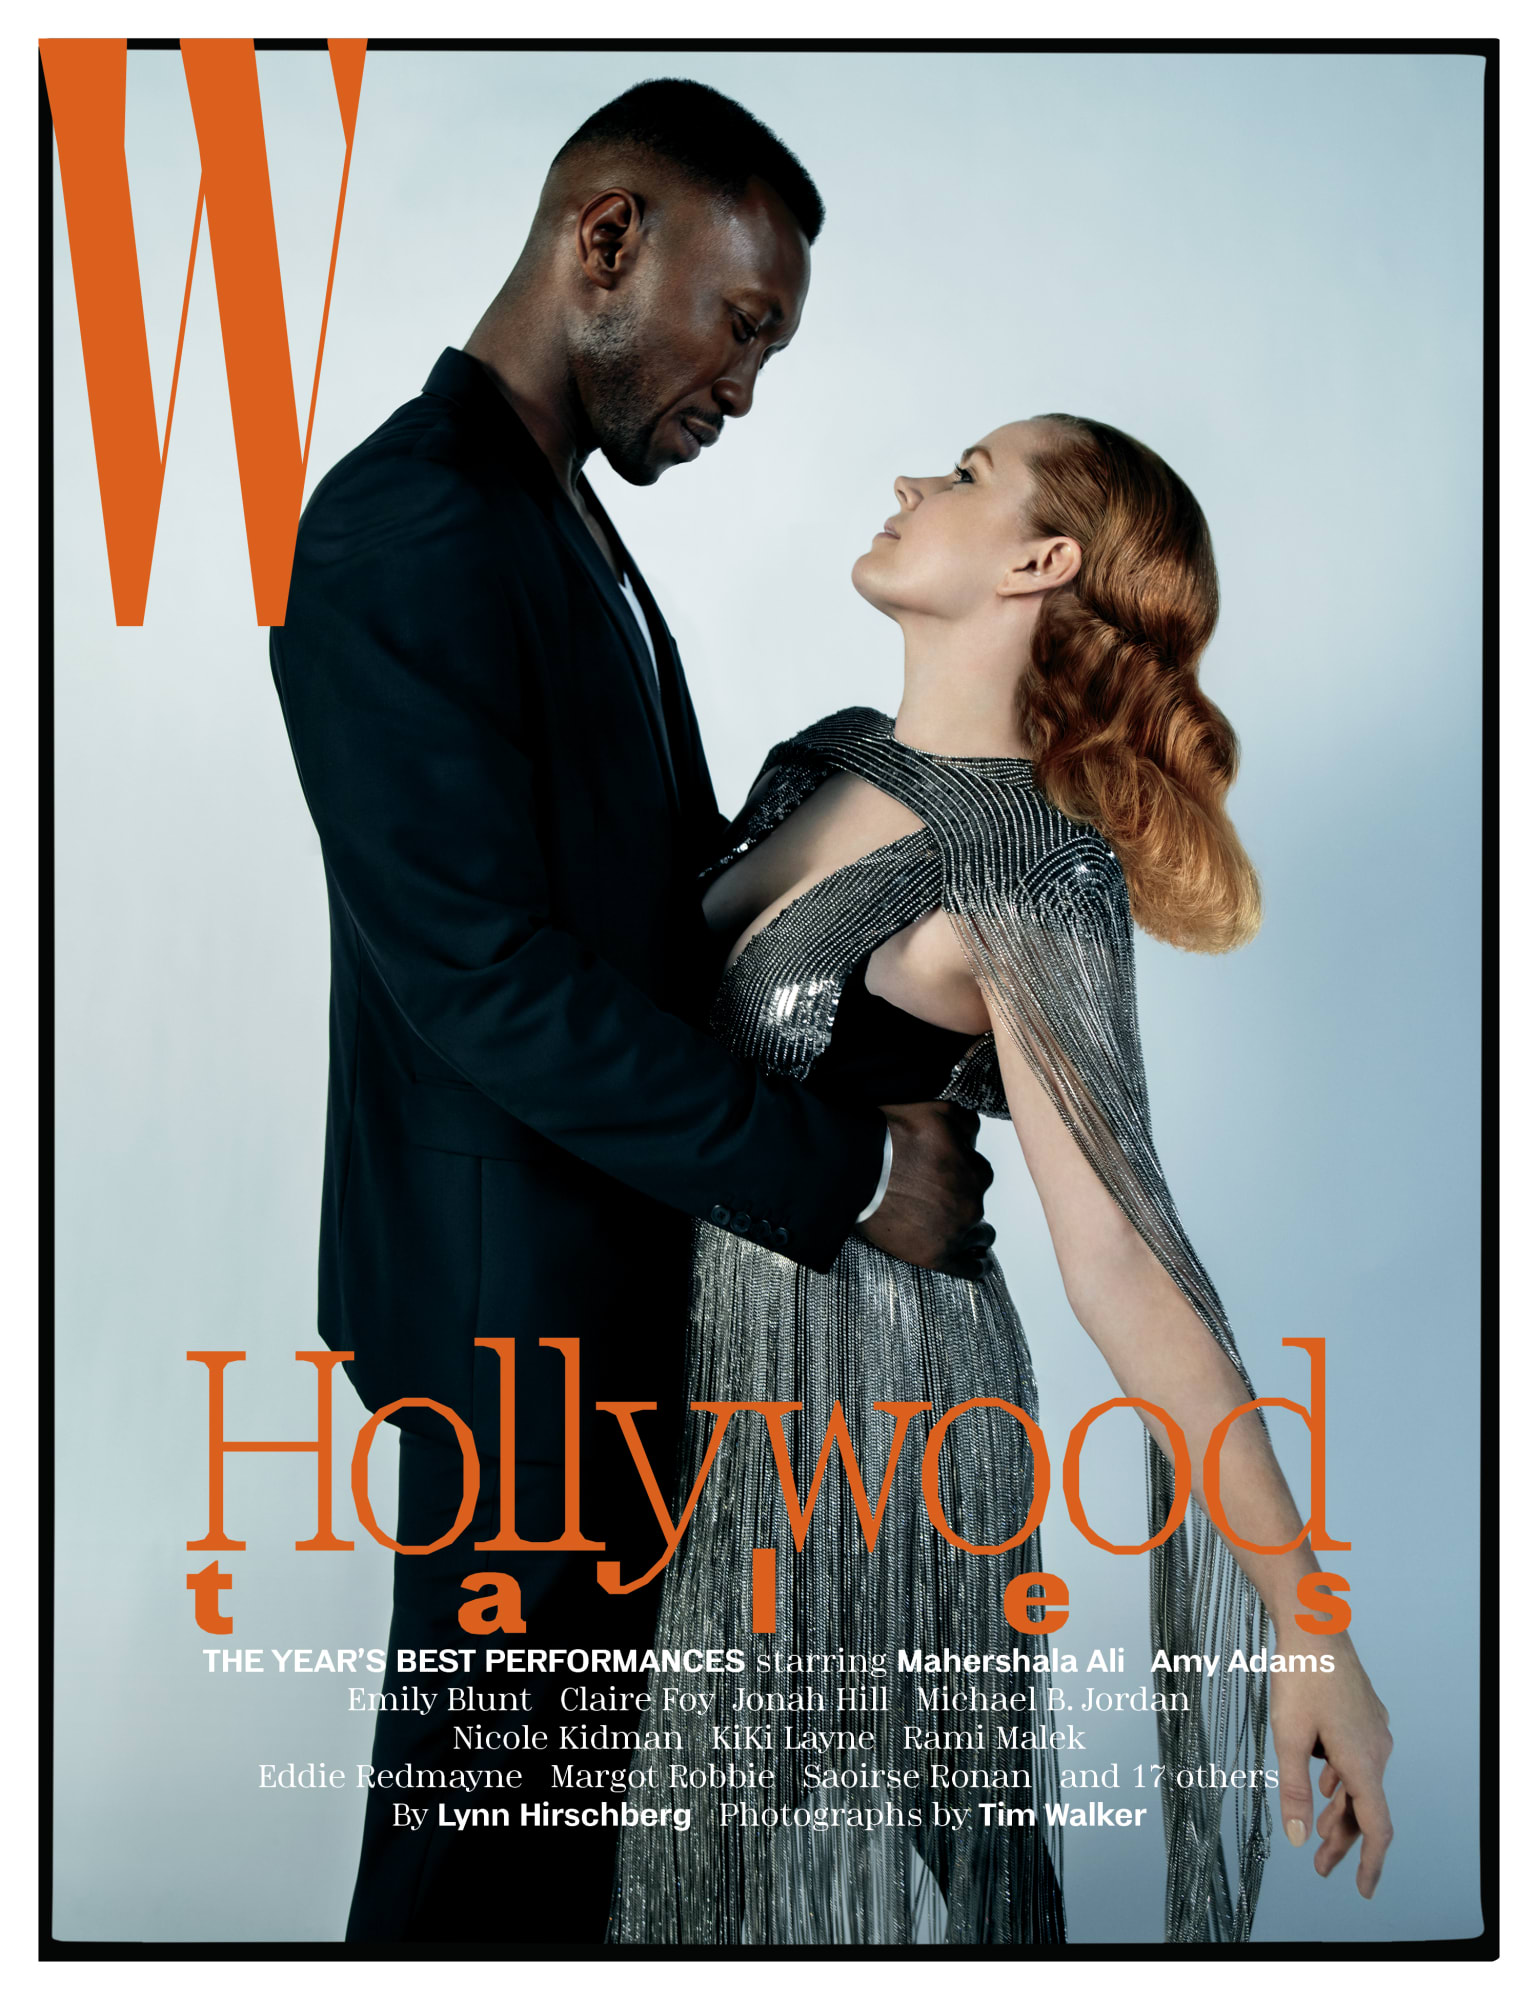 W
Hollywood
tales
THE YEAR'S BEST PERFORMANCES starring Mahershala Ali Amy Adams
Emily Blunt Claire Foy Jonah Hill Michael B. Jordan
Nicole Kidman KiKi Layne Rami Malek
Eddie Redmayne Margot Robbie Saoirse Ronan and 17 others
By Lynn Hirschberg Photographs by Tim Walker